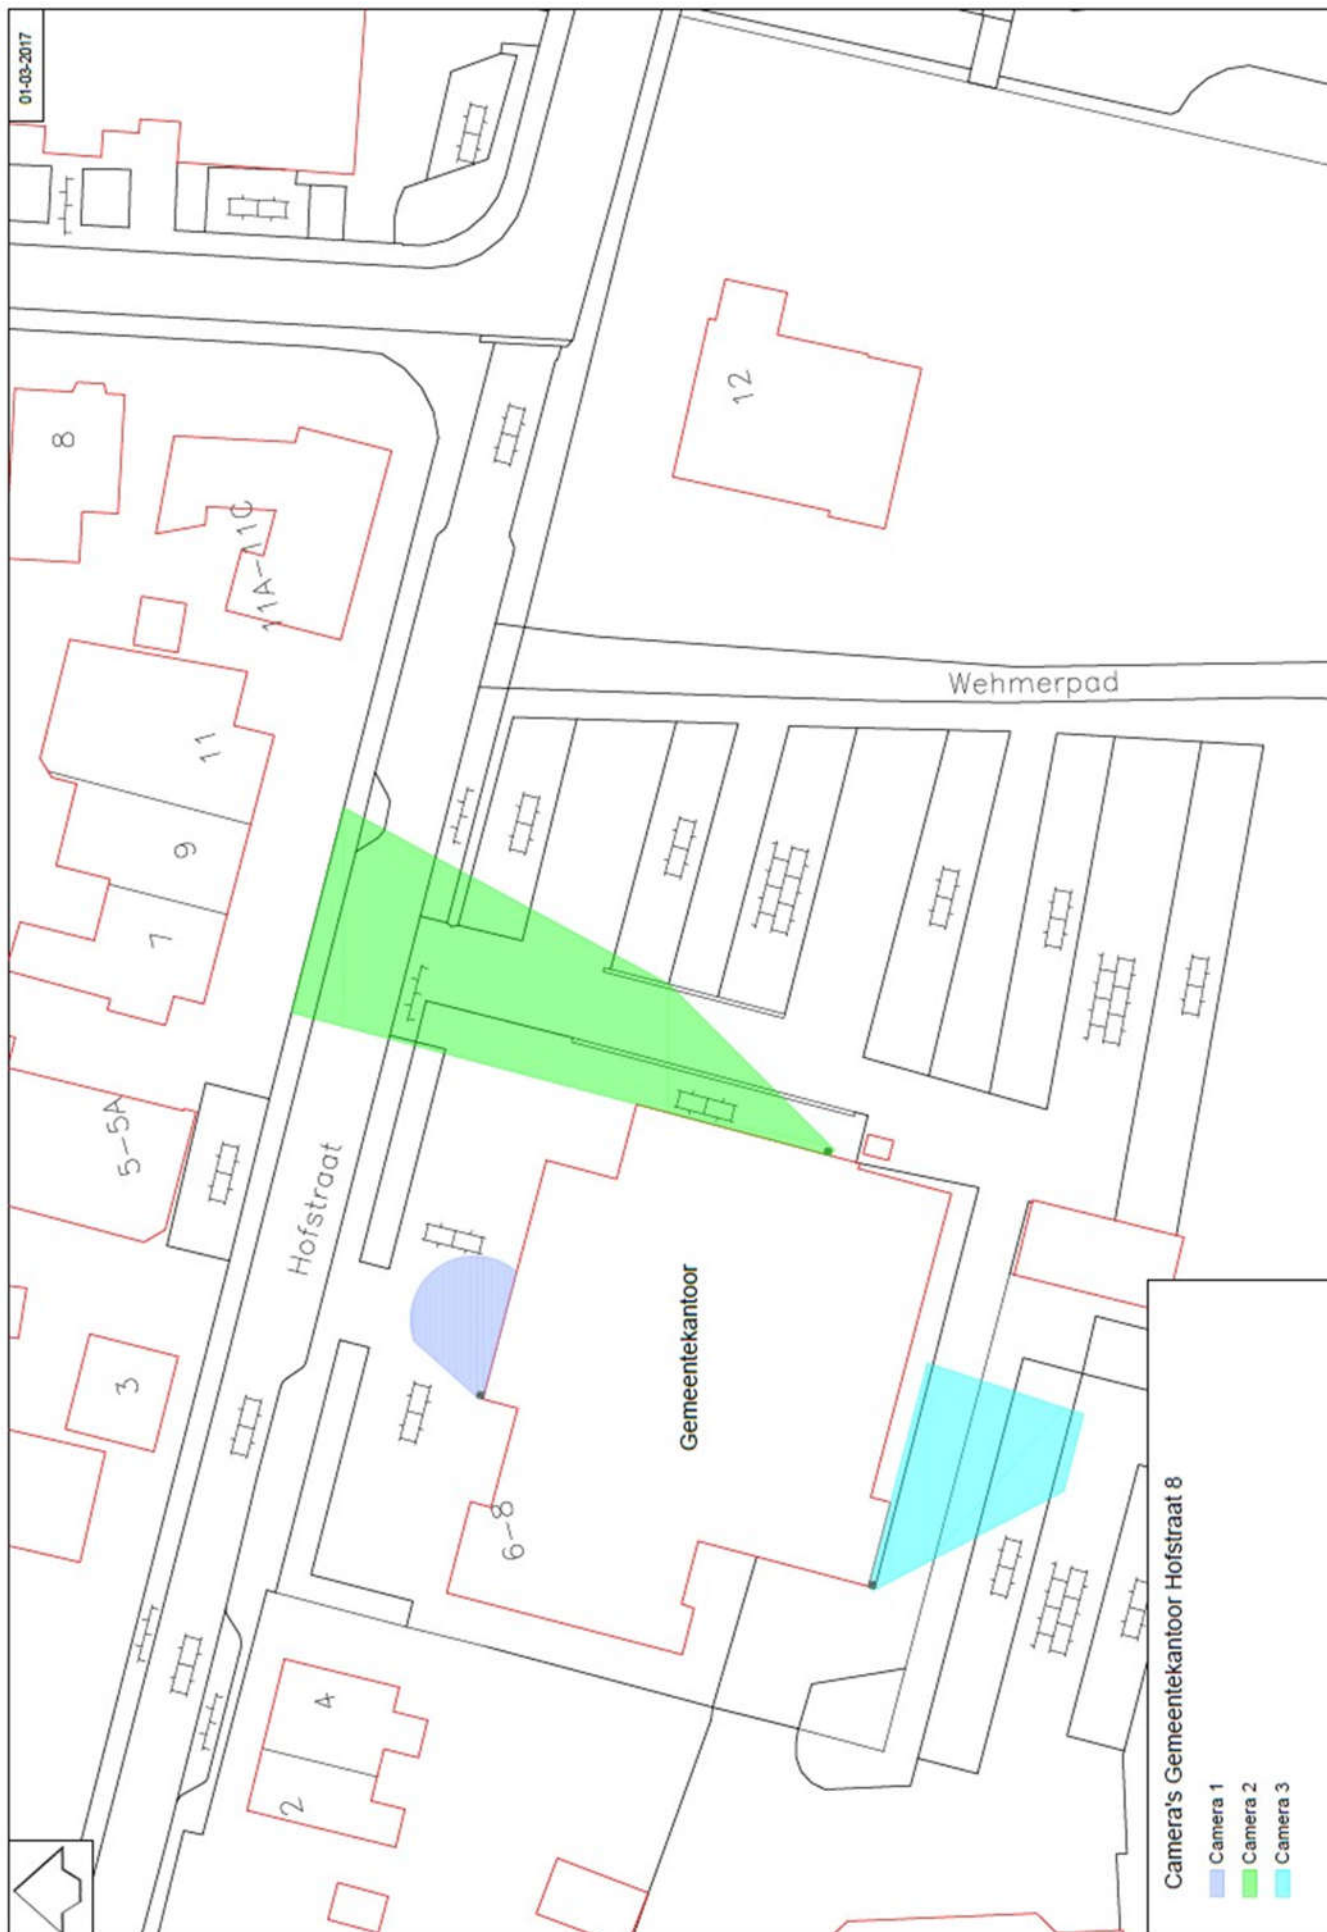 01-03-2017
8
11A-11C
12
11
9
7
Wehmerpad
5-5A
Hofstraat
3
Gemeentekantoor
6-8
4
2
Camera's Gemeentekantoor Hofstraat 8
Camera 1
Camera 2
Camera 3